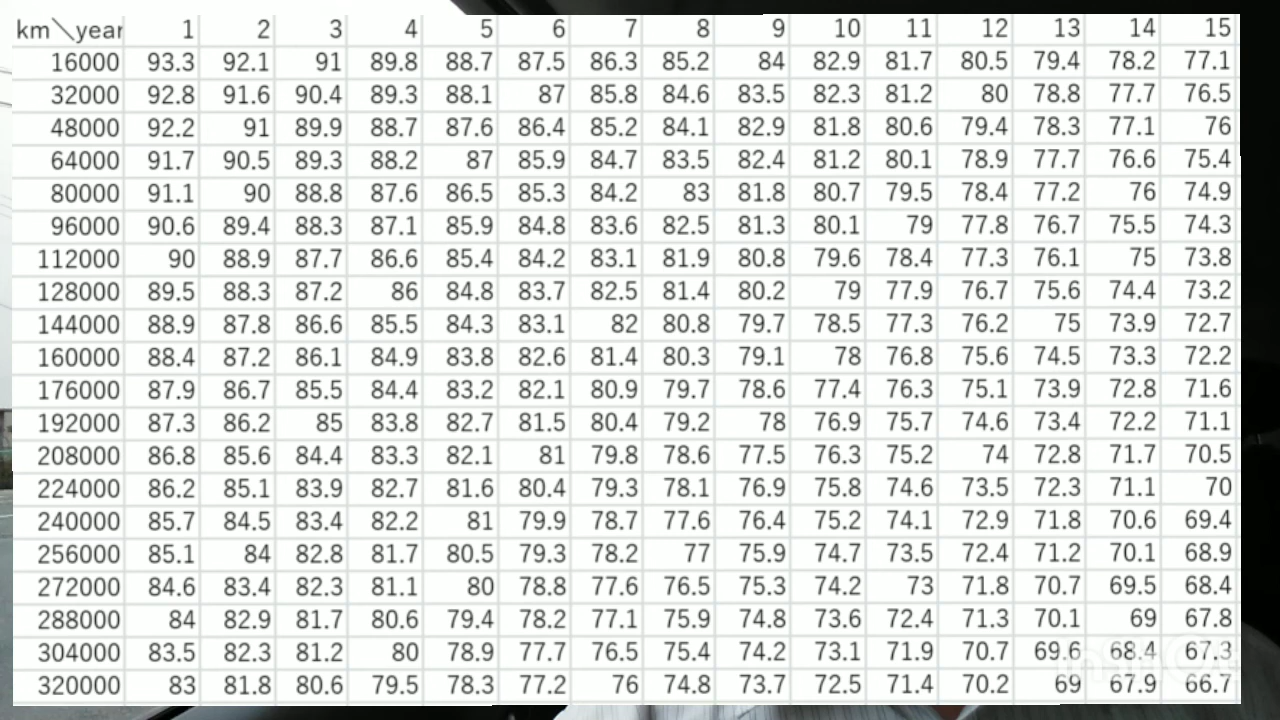 km＼year 1 2 3 4 5 6 7 8 9 10 11 12 13 14 15
16000 93.3 92.1 91 89.8 88.7 87.5 86.3 85.2 84 82.9 81.7 80.5 79.4 78.2 77.1
32000 92.8 91.6 90.4 89.3 88.1 87 85.8 84.6 83.5 82.3 81.2 80 78.8 77.7 76.5
48000 92.2 91 89.9 88.7 87.6 86.4 85.2 84.1 82.9 81.8 80.6 79.4 78.3 77.1 76
64000 91.7 90.5 89.3 88.2 87 85.9 84.7 83.5 82.4 81.2 80.1 78.9 77.7 76.6 75.4
80000 91.1 90 88.8 87.6 86.5 85.3 84.2 83 81.8 80.7 79.5 78.4 77.2 76 74.9
96000 90.6 89.4 88.3 87.1 85.9 84.8 83.6 82.5 81.3 80.1 79 77.8 76.7 75.5 74.3
112000 90 88.9 87.7 86.6 85.4 84.2 83.1 81.9 80.8 79.6 78.4 77.3 76.1 75 73.8
128000 89.5 88.3 87.2 86 84.8 83.7 82.5 81.4 80.2 79 77.9 76.7 75.6 74.4 73.2
144000 88.9 87.8 86.6 85.5 84.3 83.1 82 80.8 79.7 78.5 77.3 76.2 75 73.9 72.7
160000 88.4 87.2 86.1 84.9 83.8 82.6 81.4 80.3 79.1 78 76.8 75.6 74.5 73.3 72.2
176000 87.9 86.7 85.5 84.4 83.2 82.1 80.9 79.7 78.6 77.4 76.3 75.1 73.9 72.8 71.6
192000 87.3 86.2 85 83.8 82.7 81.5 80.4 79.2 78 76.9 75.7 74.6 73.4 72.2 71.1
208000 86.8 85.6 84.4 83.3 82.1 81 79.8 78.6 77.5 76.3 75.2 74 72.8 71.7 70.5
224000 86.2 85.1 83.9 82.7 81.6 80.4 79.3 78.1 76.9 75.8 74.6 73.5 72.3 71.1 70
240000 85.7 84.5 83.4 82.2 81 79.9 78.7 77.6 76.4 75.2 74.1 72.9 71.8 70.6 69.4
256000 85.1 84 82.8 81.7 80.5 79.3 78.2 77 75.9 74.7 73.5 72.4 71.2 70.1 68.9
272000 84.6 83.4 82.3 81.1 80 78.8 77.6 76.5 75.3 74.2 73 71.8 70.7 69.5 68.4
288000 84 82.9 81.7 80.6 79.4 78.2 77.1 75.9 74.8 73.6 72.4 71.3 70.1 69 67.8
304000 83.5 82.3 81.2 80 78.9 77.7 76.5 75.4 74.2 73.1 71.9 70.7 69.6 68.4 67.3
320000 83 81.8 80.6 79.5 78.3 77.2 76 74.8 73.7 72.5 71.4 70.2 69 67.9 66.7